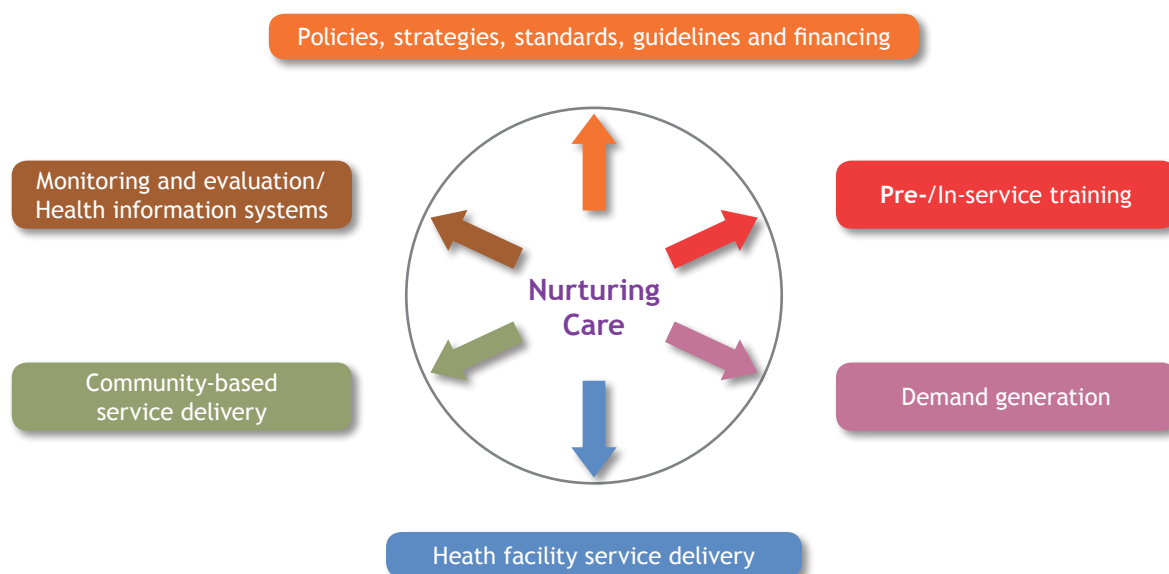 Policies, strategies, standards, guidelines and financing
Monitoring and evaluation/
Health information systems
Pre-/In-service training
Nurturing
Care
Community-based
service delivery
Demand generation
Heath facility service delivery